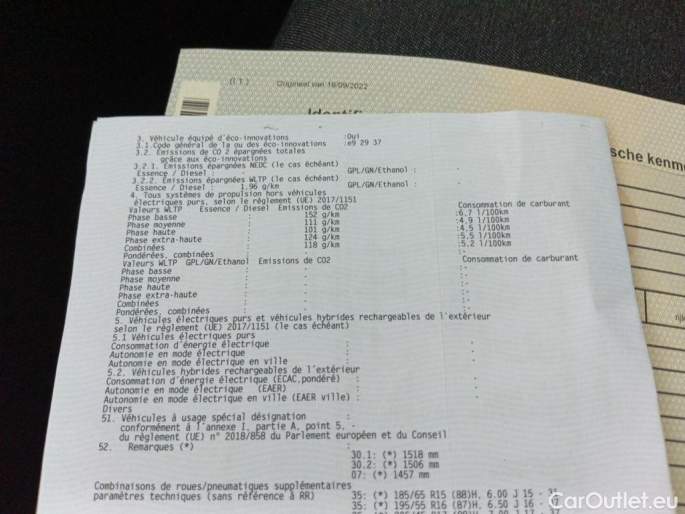 (I.1) Origineel van 16/09/2022
Identifi
sche kenme
3. Véhicule équipé d'éco-innovations :Oui
3.1.Code général de la ou des éco-innovations :e9 29 37
3.2. Emissions de CO 2 épargnées totales
grâce aux éco-innovations
3.2.1. Emissions épargnées NEDC (le cas échéant)
Essence / Diesel : - GPL/GN/Ethanol : -
3.2.2. Emissions épargnées WLTP (le cas échéant)
Essence / Diesel : 1.96 g/km GPL/GN/Ethanol : -
4. Tous systèmes de propulsion hors véhicules
électriques purs, selon le règlement (UE) 2017/1151
Valeurs WLTP Essence / Diesel Emissions de CO2 Consommation de carburant
Phase basse : 152 g/km :6.7 l/100km
Phase moyenne : 111 g/km :4.9 l/100km
Phase haute : 101 g/km :4.5 l/100km
Phase extra-haute : 124 g/km :5.5 l/100km
Combinées : 118 g/km :5.2 l/100km
Pondérées, combinées : - :-
Valeurs WLTP GPL/GN/Ethanol Emissions de CO2 Consommation de carburant
Phase basse : - :-
Phase moyenne : - :-
Phase haute : - :-
Phase extra-haute : - :-
Combinées : - :-
Pondérées, combinées : - :-
5. Véhicules électriques purs et véhicules hybrides rechargeables de l'extérieur
selon le règlement (UE) 2017/1151 (le cas échéant)
5.1 Véhicules électriques purs
Consommation d'énergie électrique : -
Autonomie en mode électrique : -
Autonomie en mode électrique en ville : -
5.2. Véhicules hybrides rechargeables de l'extérieur
Consommation d'énergie électrique (ECAC,pondéré) : -
Autonomie en mode électrique (EAER) : -
Autonomie en mode électrique en ville (EAER ville) : -
Divers
51. Véhicules à usage spécial désignation :
conformément à l'annexe I, partie A, point 5, -
du règlement (UE) n° 2018/858 du Parlement européen et du Conseil
52. Remarques (*) :
30.1: (*) 1518 mm
30.2: (*) 1506 mm
07: (*) 1457 mm
Combinaisons de roues/pneumatiques supplémentaires
paramètres techniques (sans référence à RR)
35: (*) 185/65 R15 (88)H, 6.00 J 15 -
35: (*) 195/55 R16 (87)H, 6.50 J 16 -
CarOutlet.eu